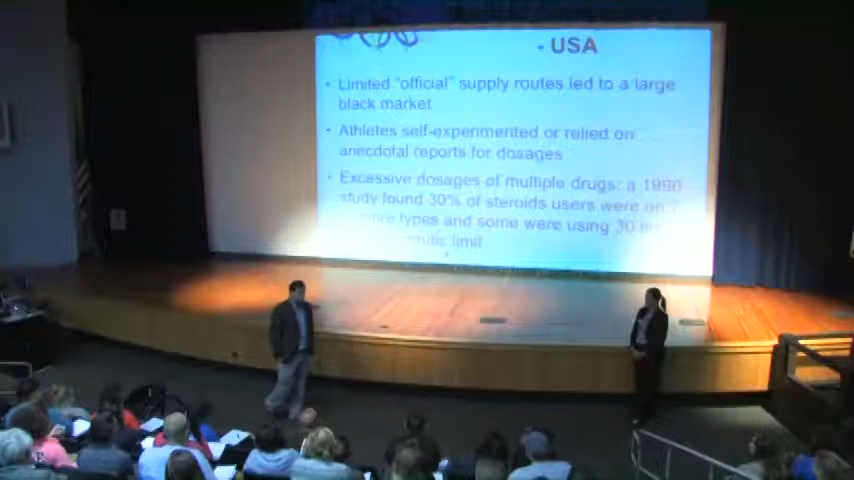 - USA
• Limited "official" supply routes led to a large
black market
• Athletes self-experimented or relied on
anecdotal reports for dosages
• Excessive dosages of multiple drugs: a 1990
study found 30% of steroids users were on
more types and some were using 30
limit